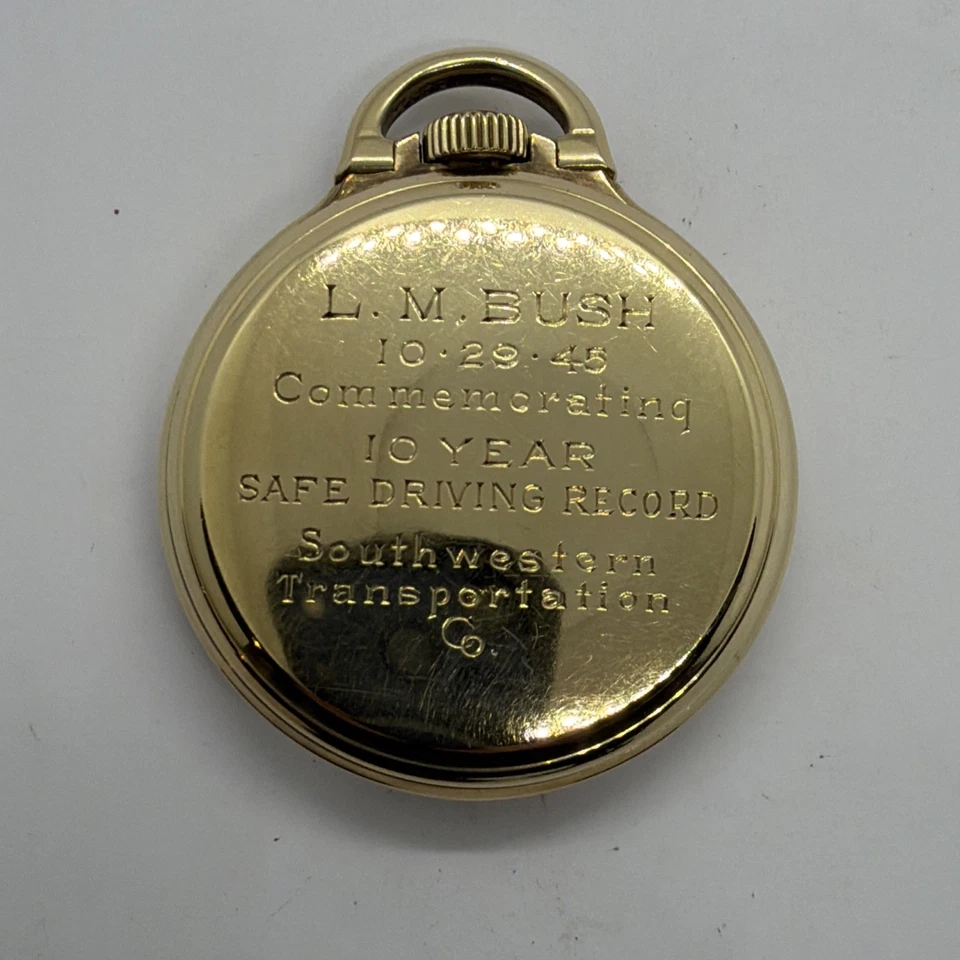 L. M. BUSH
10·29·45
Commemorating
10 YEAR
SAFE DRIVING RECORD
Southwestern
Transportation
Co.